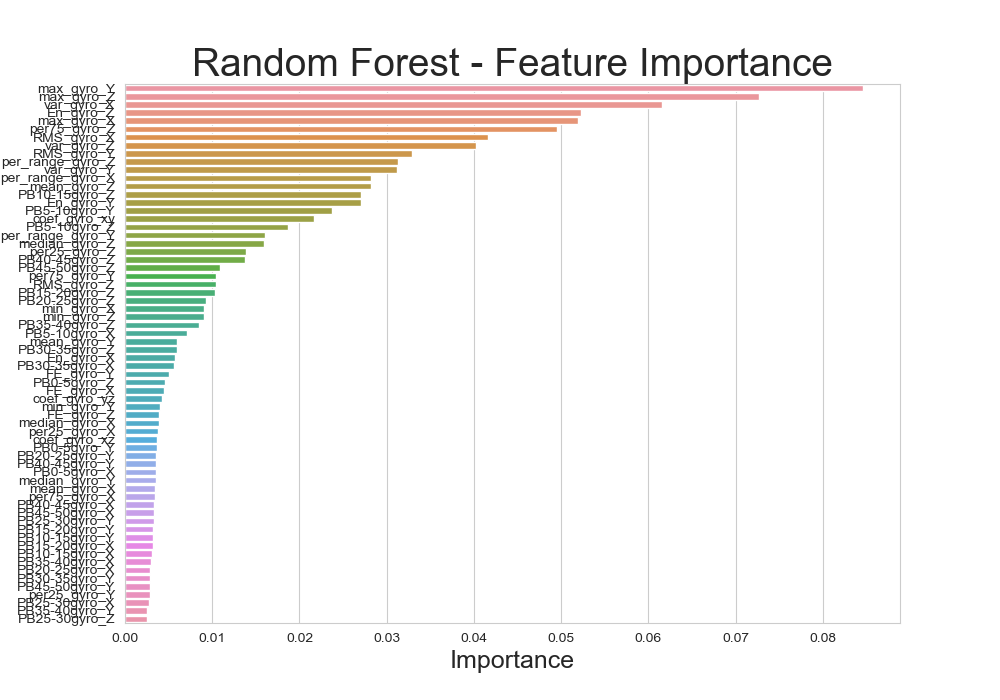 Random Forest - Feature Importance
max_gyro_Y
max_gyro_Z
var_gyro_X
En_gyro_Z
max_gyro_X
per75_gyro_Z
RMS_gyro_X
var_gyro_Z
RMS_gyro_Y
per_range_gyro_Z
var_gyro_Y
per_range_gyro_X
mean_gyro_Z
PB10-15gyro_Z
En_gyro_Y
PB5-10gyro_Y
coef_gyro_xy
PB5-10gyro_Z
per_range_gyro_Y
median_gyro_Z
per25_gyro_Z
PB40-45gyro_Z
PB45-50gyro_Z
per75_gyro_Y
RMS_gyro_Z
PB15-20gyro_Z
PB20-25gyro_Z
min_gyro_X
min_gyro_Z
PB35-40gyro_Z
PB5-10gyro_X
mean_gyro_Y
PB30-35gyro_Z
En_gyro_X
PB30-35gyro_X
FE_gyro_Y
PB0-5gyro_Z
FE_gyro_X
coef_gyro_yz
min_gyro_Y
FE_gyro_Z
median_gyro_X
per25_gyro_X
coef_gyro_xz
PB0-5gyro_Y
PB20-25gyro_Y
PB40-45gyro_Y
PB0-5gyro_X
median_gyro_Y
mean_gyro_X
per75_gyro_X
PB40-45gyro_X
PB45-50gyro_X
PB25-30gyro_Y
PB15-20gyro_Y
PB10-15gyro_Y
PB15-20gyro_X
PB10-15gyro_X
PB35-40gyro_X
PB20-25gyro_X
PB30-35gyro_Y
PB45-50gyro_Y
per25_gyro_Y
PB25-30gyro_X
PB35-40gyro_Y
PB25-30gyro_Z
0.00 0.01 0.02 0.03 0.04 0.05 0.06 0.07 0.08
Importance